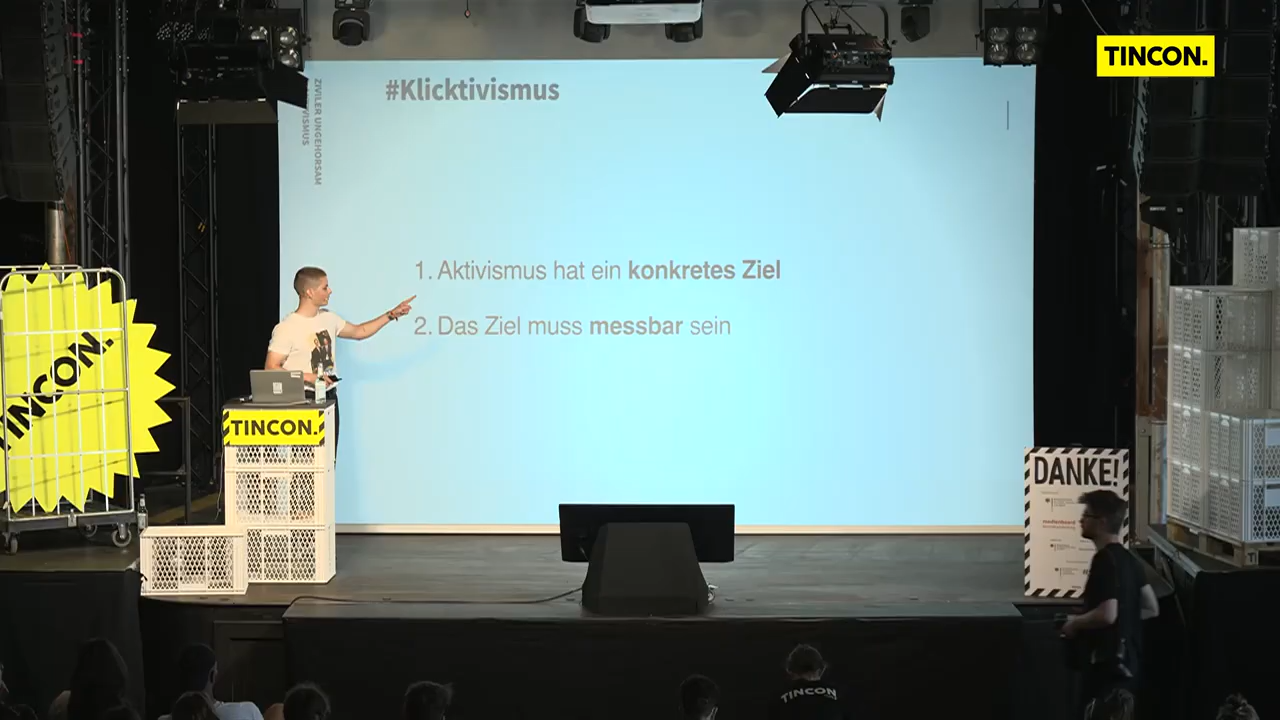 TINCON.
#Klicktivismus
ZIVILER UNGEHORSAM
1. Aktivismus hat ein konkretes Ziel
2. Das Ziel muss messbar sein
TINCON.
TINCON.
DANKE!
TINCON